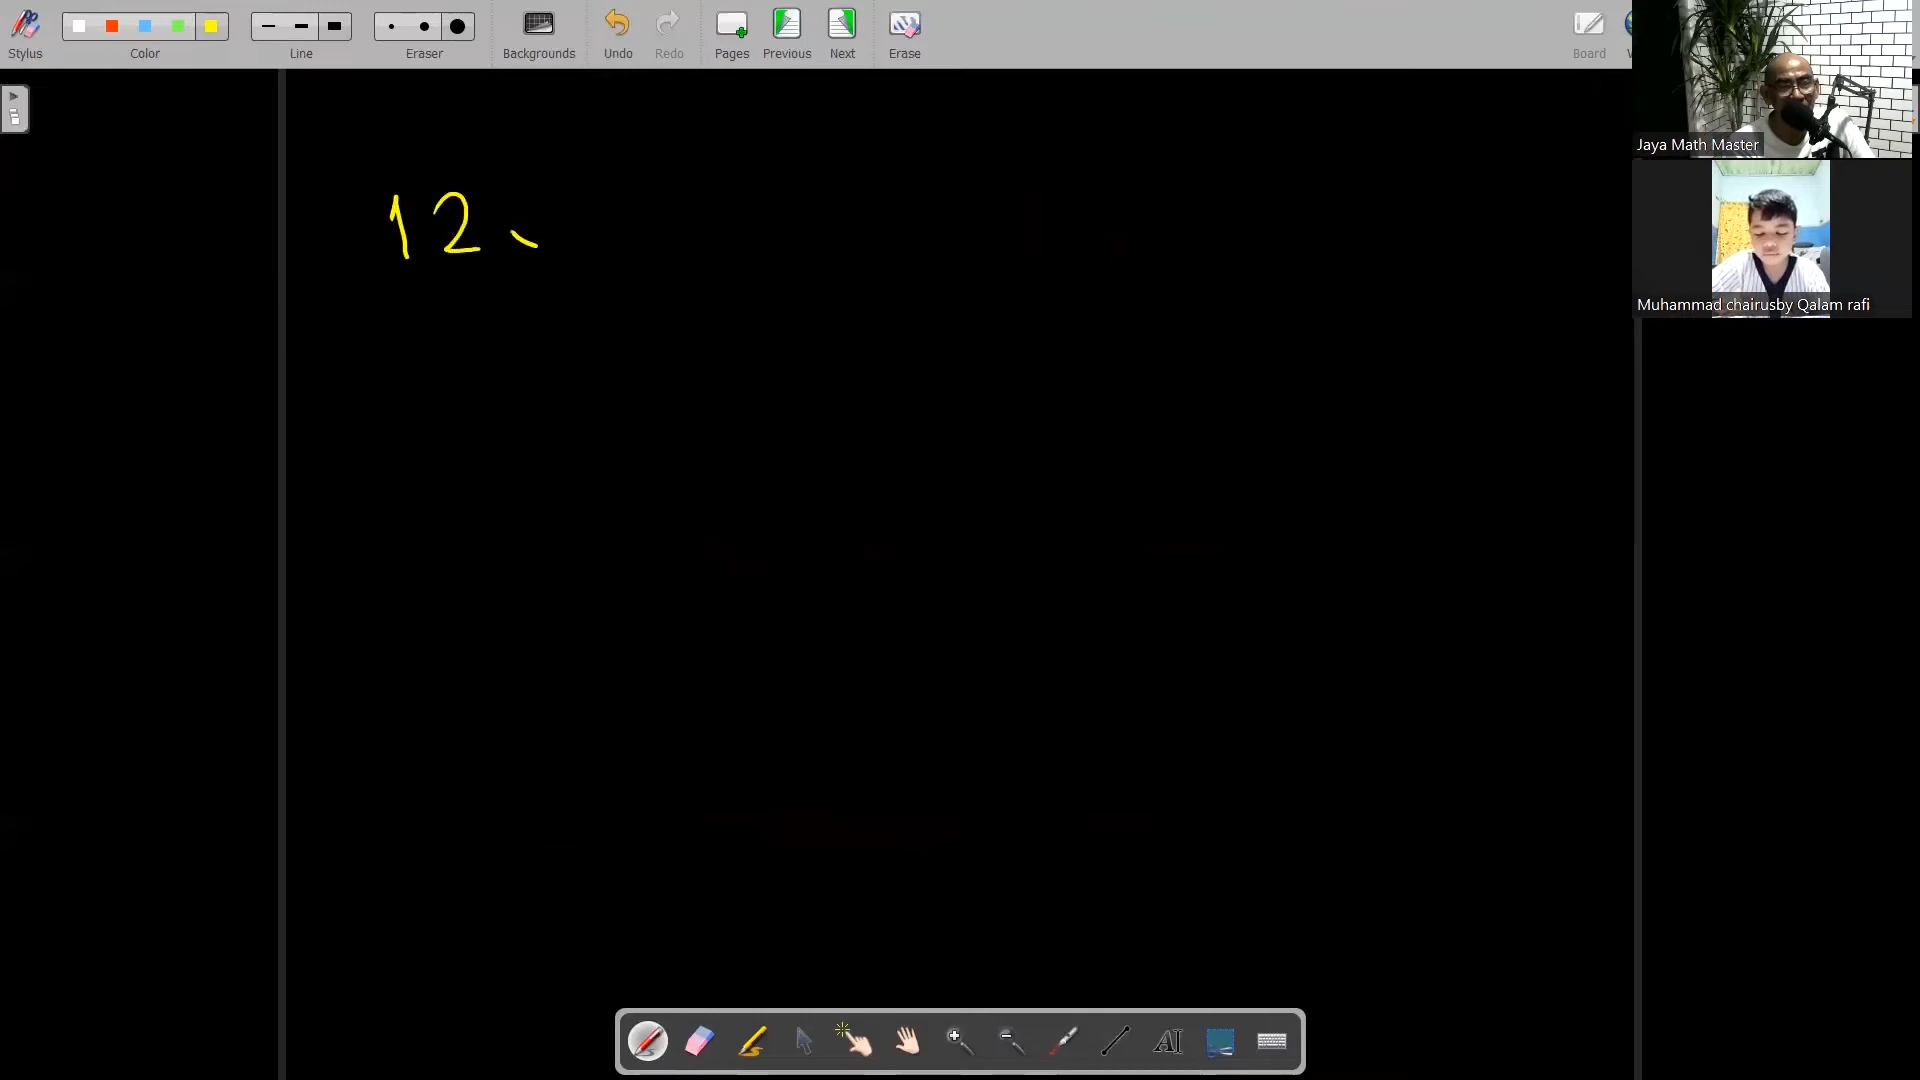 Stylus Color Line Eraser Backgrounds Undo Redo Pages Previous Next Erase Board
Jaya Math Master
Muhammad chairusby Qalam rafi
12
AI